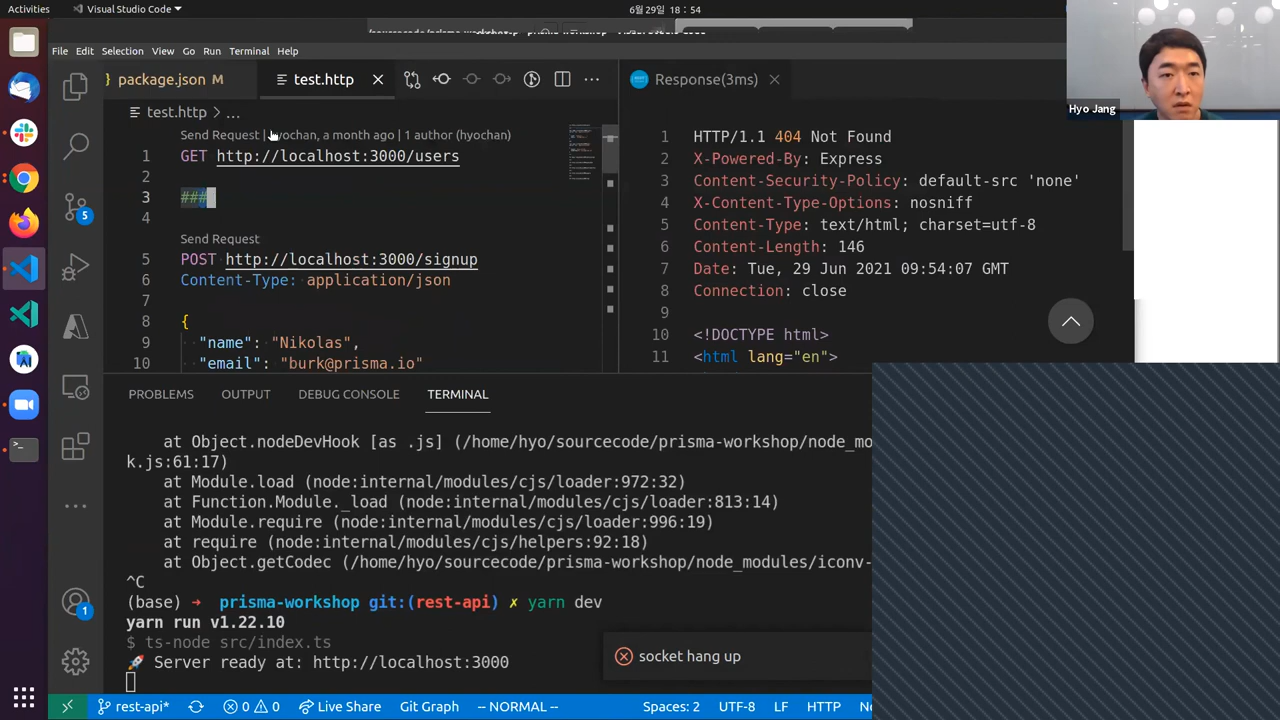 Activities
Visual Studio Code
6월 29일 18 : 54
File Edit Selection View Go Run Terminal Help
package.json M
test.http
Response(3ms)
Hyo Jang
test.http > ...
Send Request | hyochan, a month ago | 1 author (hyochan)
1 GET http://localhost:3000/users
2
3 ###
4
Send Request
5 POST http://localhost:3000/signup
6 Content-Type: application/json
7
8 {
9 "name": "Nikolas",
10 "email": "burk@prisma.io"
1 HTTP/1.1 404 Not Found
2 X-Powered-By: Express
3 Content-Security-Policy: default-src 'none'
4 X-Content-Type-Options: nosniff
5 Content-Type: text/html; charset=utf-8
6 Content-Length: 146
7 Date: Tue, 29 Jun 2021 09:54:07 GMT
8 Connection: close
9
10 <!DOCTYPE html>
11 <html lang="en">
5
1
PROBLEMS OUTPUT DEBUG CONSOLE TERMINAL
at Object.nodeDevHook [as .js] (/home/hyo/sourcecode/prisma-workshop/node_mo
k.js:61:17)
at Module.load (node:internal/modules/cjs/loader:972:32)
at Function.Module._load (node:internal/modules/cjs/loader:813:14)
at Module.require (node:internal/modules/cjs/loader:996:19)
at require (node:internal/modules/cjs/helpers:92:18)
at Object.getCodec (/home/hyo/sourcecode/prisma-workshop/node_modules/iconv-
^C
(base) → prisma-workshop git:(rest-api) ✗ yarn dev
yarn run v1.22.10
$ ts-node src/index.ts
🚀 Server ready at: http://localhost:3000
socket hang up
rest-api* 0 0 Live Share Git Graph -- NORMAL -- Spaces: 2 UTF-8 LF HTTP